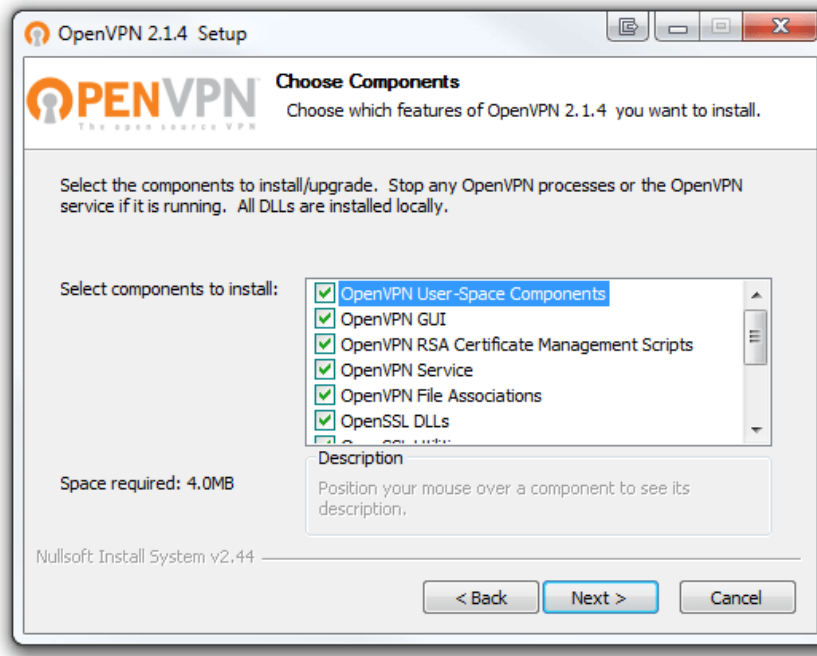 OpenVPN 2.1.4 Setup
OPENVPN
The open source VPN
Choose Components
Choose which features of OpenVPN 2.1.4 you want to install.
Select the components to install/upgrade. Stop any OpenVPN processes or the OpenVPN
service if it is running. All DLLs are installed locally.
Select components to install:
OpenVPN User-Space Components
OpenVPN GUI
OpenVPN RSA Certificate Management Scripts
OpenVPN Service
OpenVPN File Associations
OpenSSL DLLs
Space required: 4.0MB
Description
Position your mouse over a component to see its
description.
Nullsoft Install System v2.44
< Back
Next >
Cancel